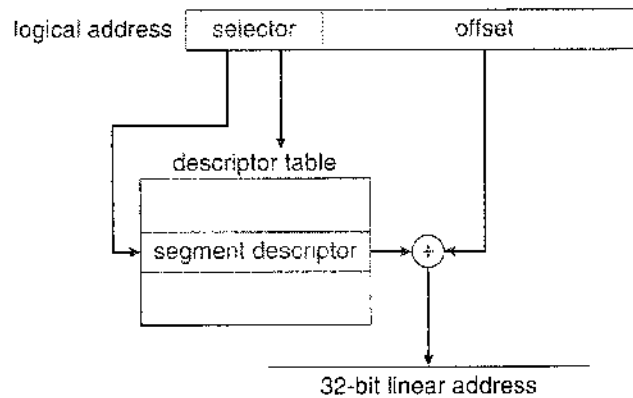 logical address
selector
offset
descriptor table
segment descriptor
+
32-bit linear address